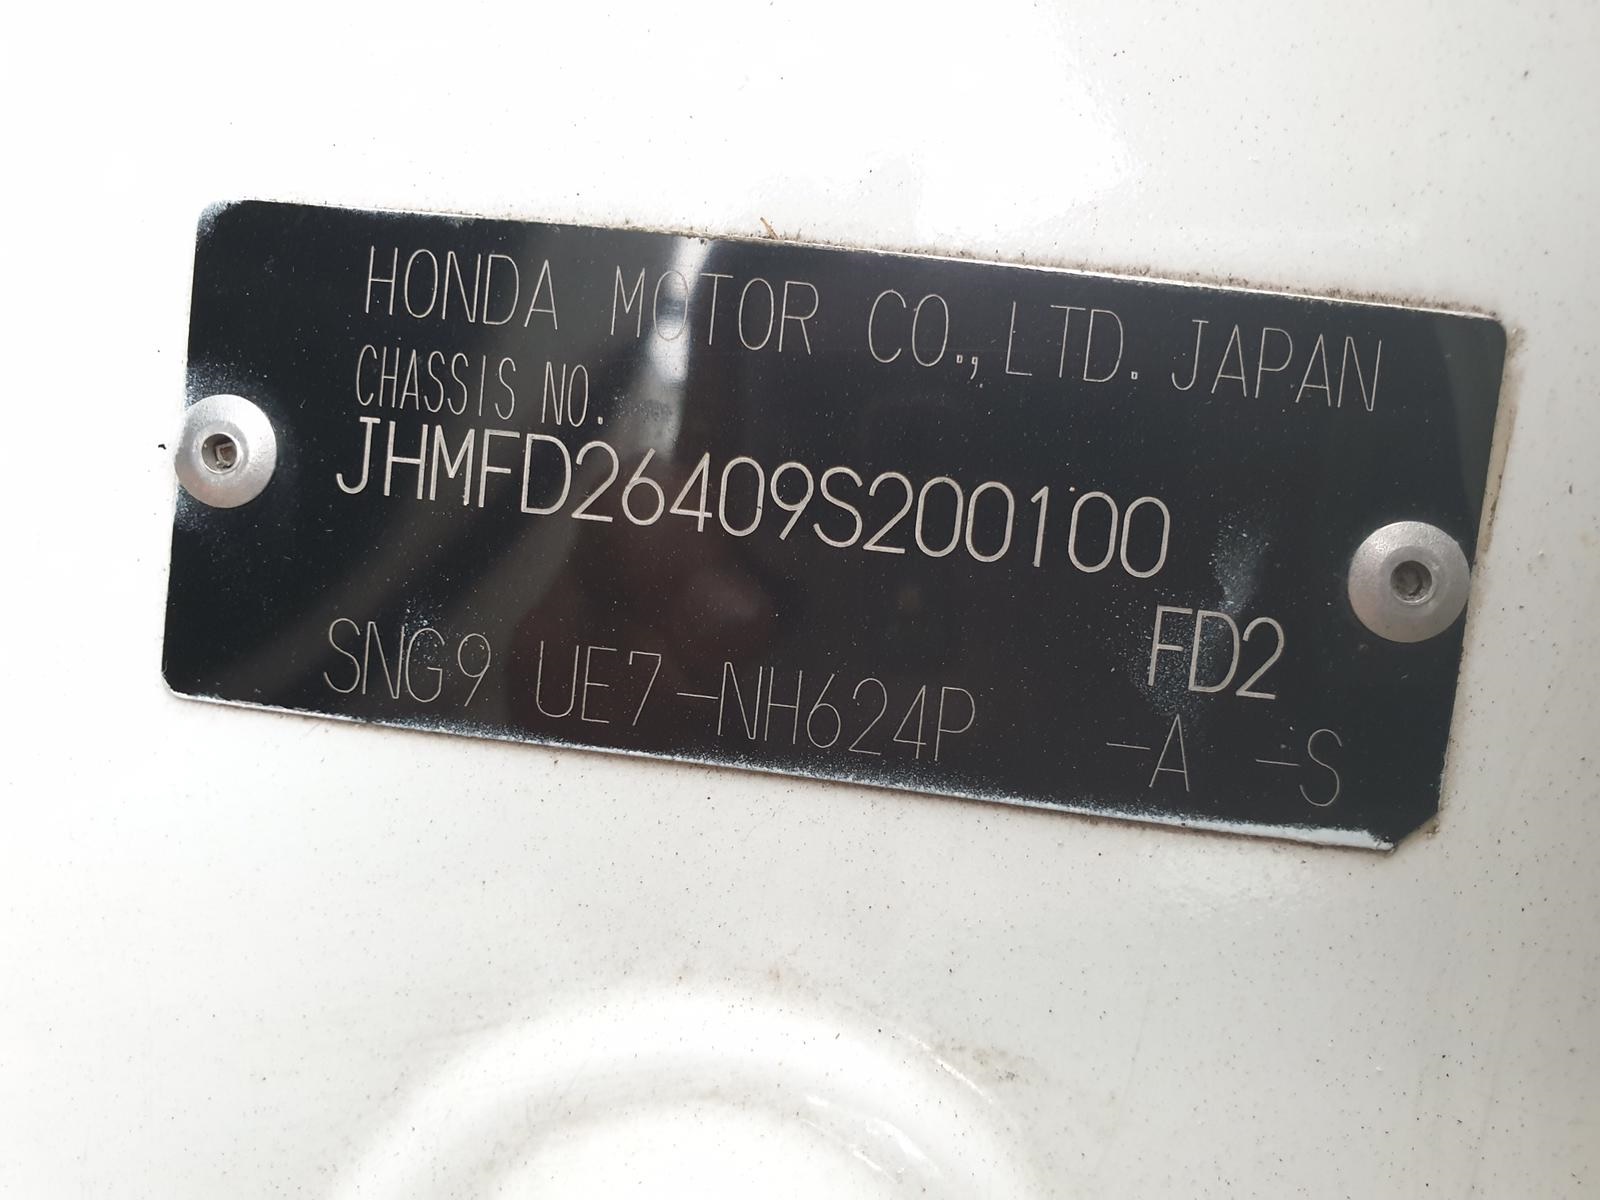 HONDA MOTOR CO.,LTD. JAPAN
CHASSIS NO.
JHMFD26409S200100
FD2
SNG9 UE7-NH624P -A -S